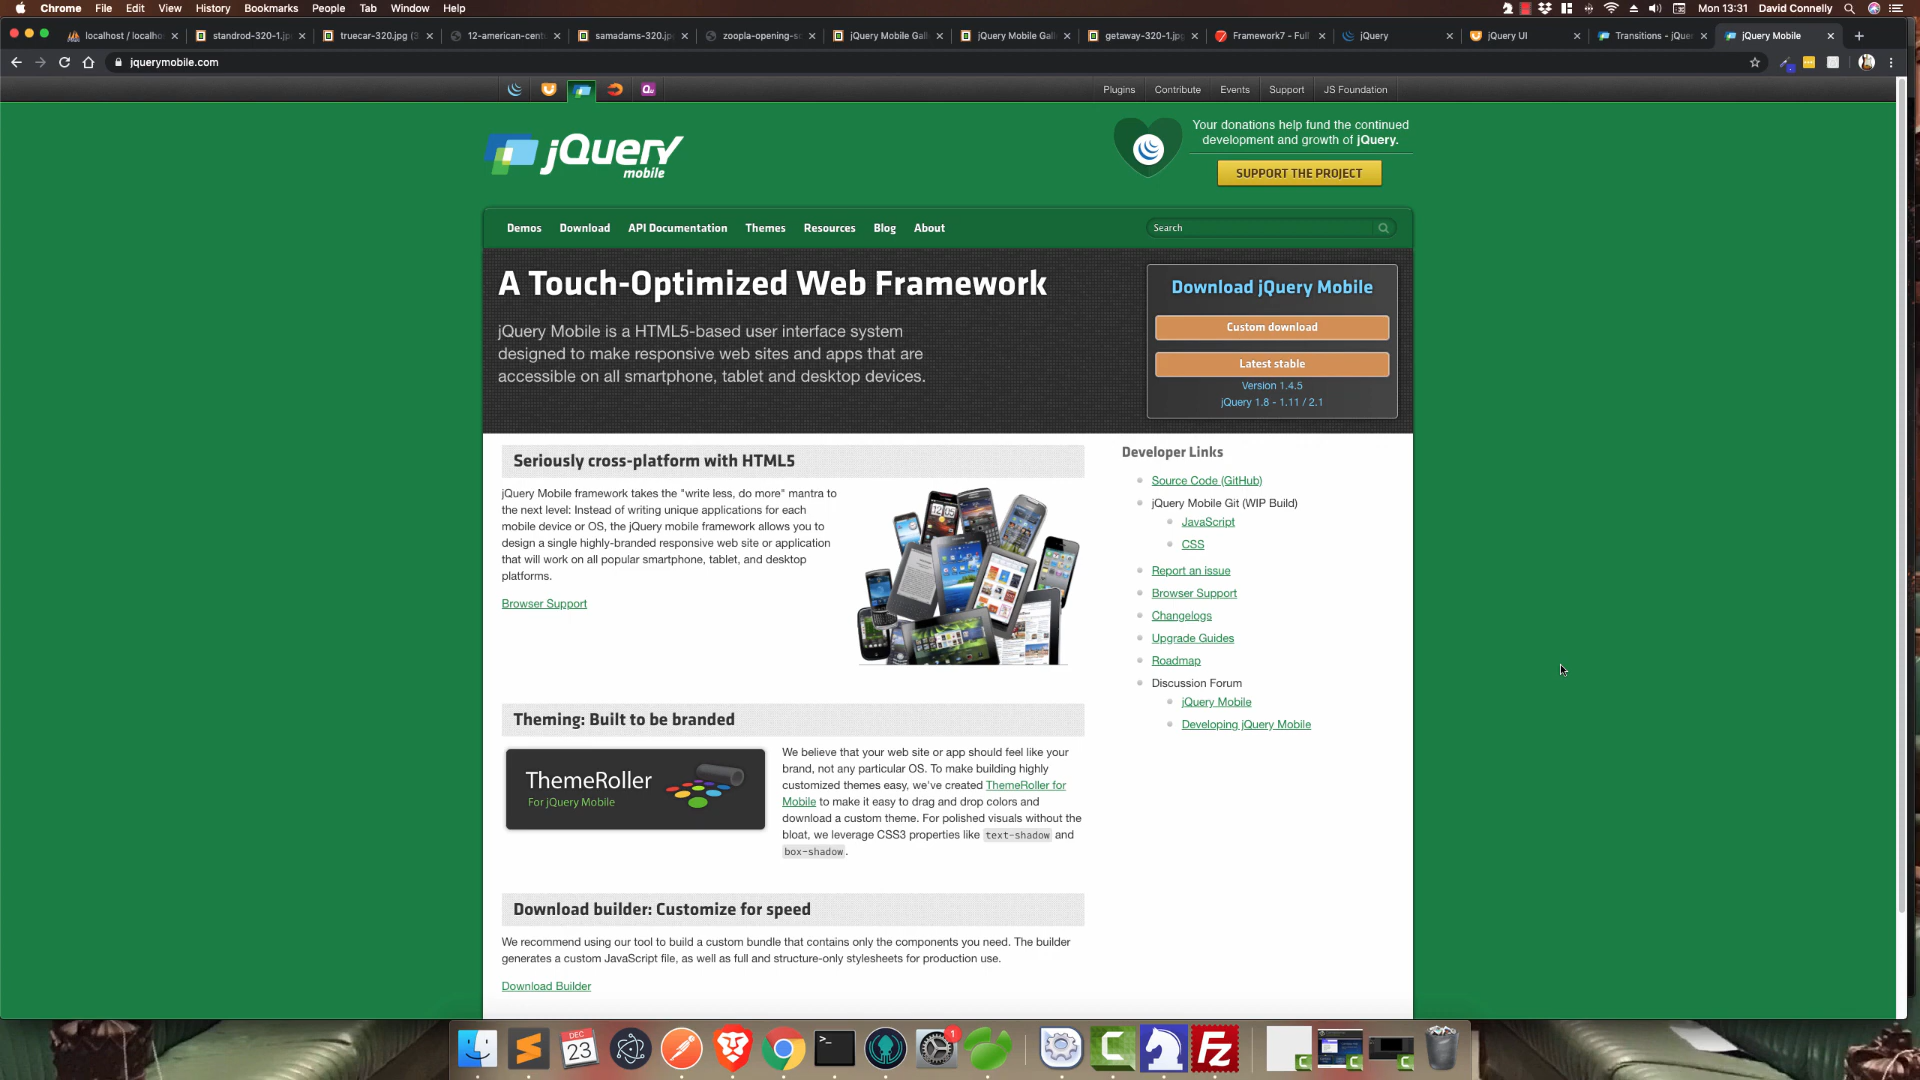 Chrome File Edit View History Bookmarks People Tab Window Help
Mon 13:31 David Connelly
localhost / localho
standrod-320-1.jp
truecar-320.jpg (3
12-american-cent
samadams-320.jp
zoopla-opening-sc
jQuery Mobile Gall
jQuery Mobile Gall
getaway-320-1.jpg
Framework7 - Full
jQuery
jQuery UI
Transitions - jQuer
jQuery Mobile
jquerymobile.com
Plugins Contribute Events Support JS Foundation
jQuery
mobile
Your donations help fund the continued
development and growth of jQuery.
SUPPORT THE PROJECT
Demos Download API Documentation Themes Resources Blog About
Search
A Touch-Optimized Web Framework
jQuery Mobile is a HTML5-based user interface system
designed to make responsive web sites and apps that are
accessible on all smartphone, tablet and desktop devices.
Download jQuery Mobile
Custom download
Latest stable
Version 1.4.5
jQuery 1.8 - 1.11 / 2.1
Seriously cross-platform with HTML5
jQuery Mobile framework takes the "write less, do more" mantra to
the next level: Instead of writing unique applications for each
mobile device or OS, the jQuery mobile framework allows you to
design a single highly-branded responsive web site or application
that will work on all popular smartphone, tablet, and desktop
platforms.
Browser Support
Developer Links
Source Code (GitHub)
jQuery Mobile Git (WIP Build)
JavaScript
CSS
Report an issue
Browser Support
Changelogs
Upgrade Guides
Roadmap
Discussion Forum
jQuery Mobile
Developing jQuery Mobile
Theming: Built to be branded
ThemeRoller
For jQuery Mobile
We believe that your web site or app should feel like your
brand, not any particular OS. To make building highly
customized themes easy, we've created ThemeRoller for
Mobile to make it easy to drag and drop colors and
download a custom theme. For polished visuals without the
bloat, we leverage CSS3 properties like text-shadow and
box-shadow.
Download builder: Customize for speed
We recommend using our tool to build a custom bundle that contains only the components you need. The builder
generates a custom JavaScript file, as well as full and structure-only stylesheets for production use.
Download Builder
DEC
23
1